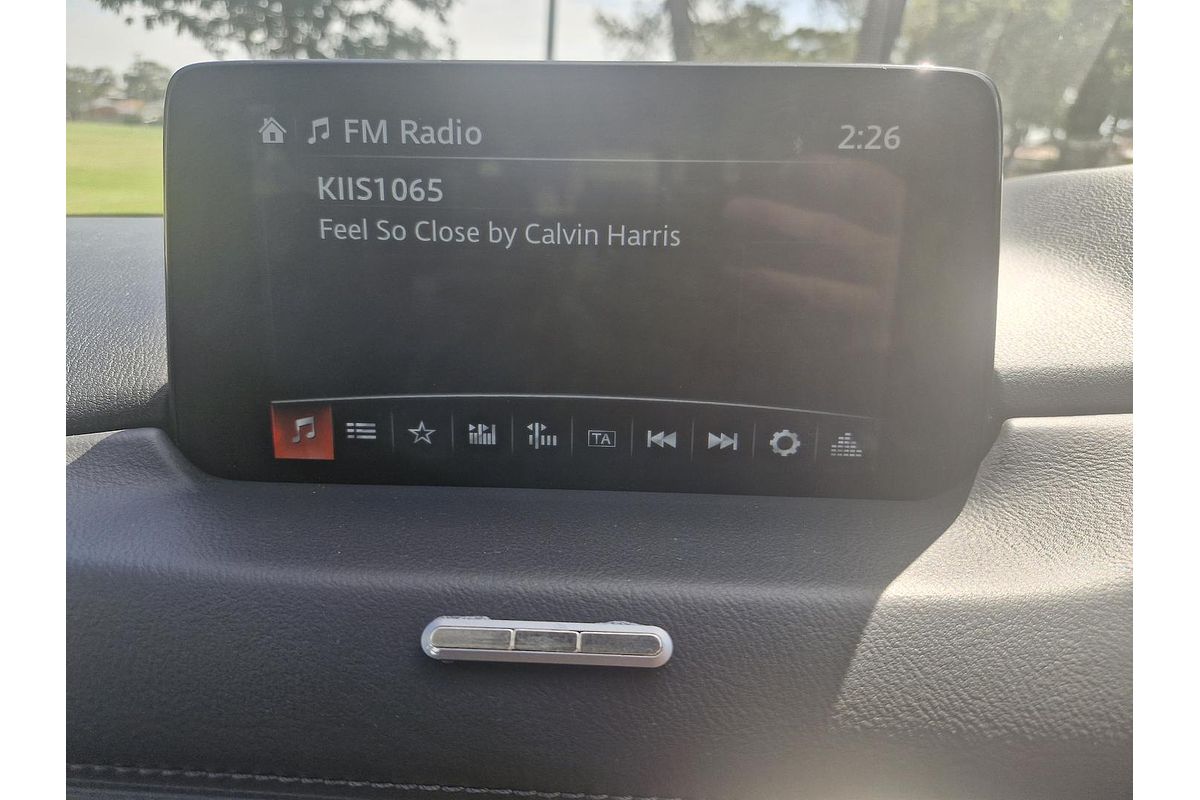 FM Radio 2:26
KIIS1065
Feel So Close by Calvin Harris
TA